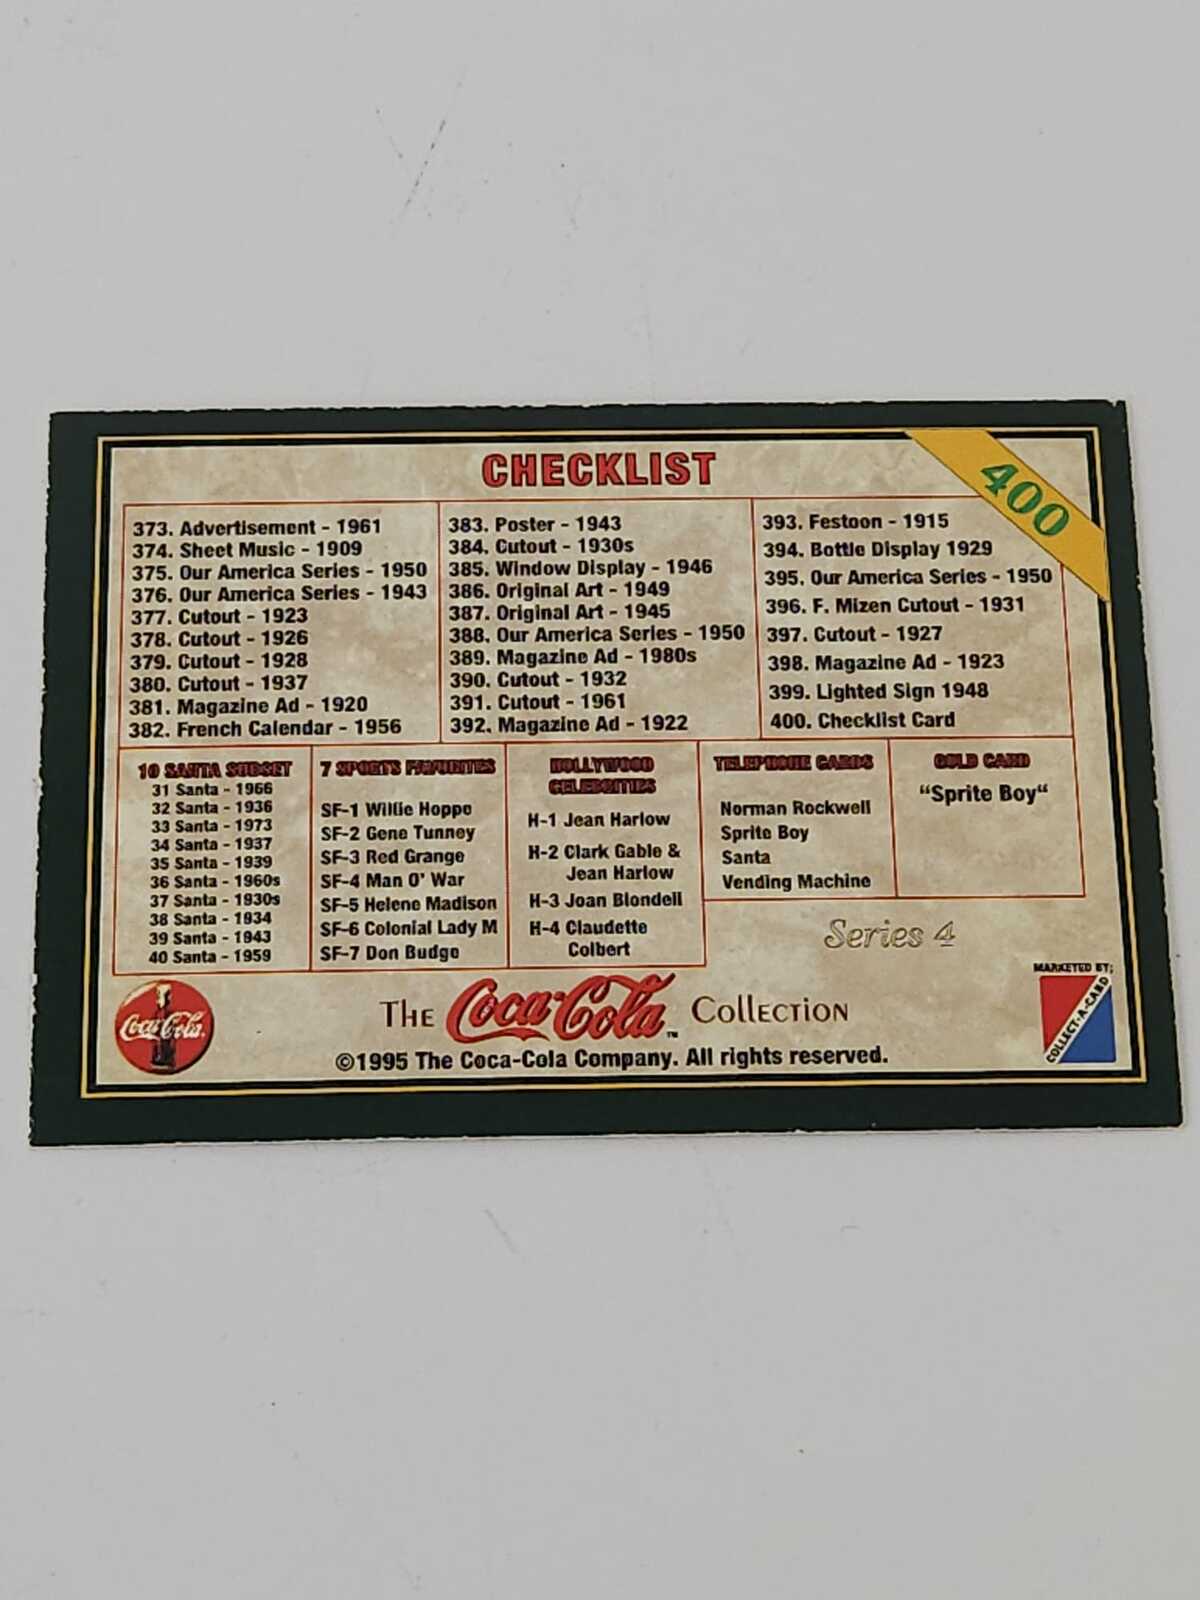 CHECKLIST
400
373. Advertisement - 1961
374. Sheet Music - 1909
375. Our America Series - 1950
376. Our America Series - 1943
377. Cutout - 1923
378. Cutout - 1926
379. Cutout - 1928
380. Cutout - 1937
381. Magazine Ad - 1920
382. French Calendar - 1956
383. Poster - 1943
384. Cutout - 1930s
385. Window Display - 1946
386. Original Art - 1949
387. Original Art - 1945
388. Our America Series - 1950
389. Magazine Ad - 1980s
390. Cutout - 1932
391. Cutout - 1961
392. Magazine Ad - 1922
393. Festoon - 1915
394. Bottle Display 1929
395. Our America Series - 1950
396. F. Mizen Cutout - 1931
397. Cutout - 1927
398. Magazine Ad - 1923
399. Lighted Sign 1948
400. Checklist Card
10 SANTA SUBSET
31 Santa - 1966
32 Santa - 1936
33 Santa - 1973
34 Santa - 1937
35 Santa - 1939
36 Santa - 1960s
37 Santa - 1930s
38 Santa - 1934
39 Santa - 1943
40 Santa - 1959
7 SPORTS FAVORITES
SF-1 Willie Hoppe
SF-2 Gene Tunney
SF-3 Red Grange
SF-4 Man O' War
SF-5 Helene Madison
SF-6 Colonial Lady M
SF-7 Don Budge
HOLLYWOOD
CELEBRITIES
H-1 Jean Harlow
H-2 Clark Gable &
Jean Harlow
H-3 Joan Blondell
H-4 Claudette
Colbert
TELEPHONE CARDS
Norman Rockwell
Sprite Boy
Santa
Vending Machine
GOLD CARD
"Sprite Boy"
Series 4
Coca-Cola
THE Coca-Cola™ COLLECTION
©1995 The Coca-Cola Company. All rights reserved.
MARKETED BY:
COLLECT-A-CARD